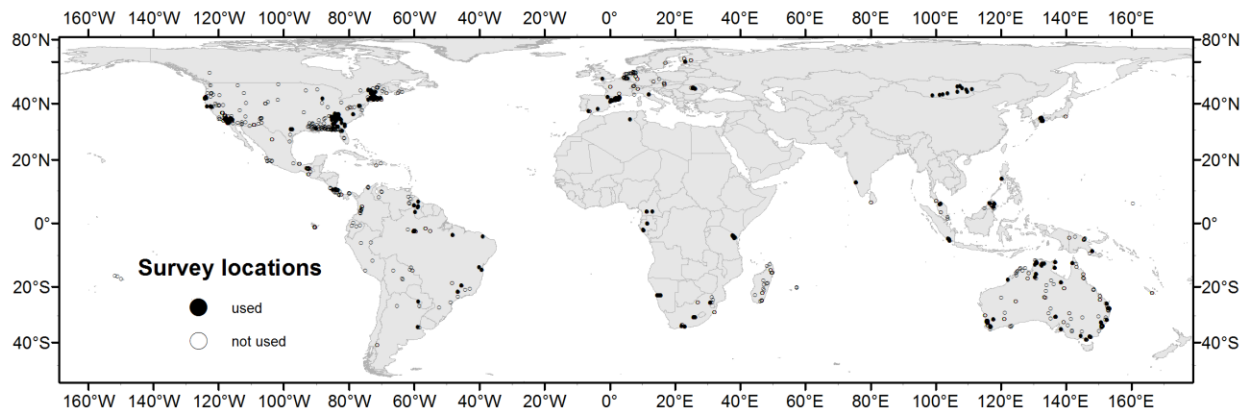 160°W 140°W 120°W 100°W 80°W 60°W 40°W 20°W 0° 20°E 40°E 60°E 80°E 100°E 120°E 140°E 160°E
80°N 80°N
40°N 40°N
20°N 20°N
0° 0°
Survey locations
20°S 20°S
used
not used
40°S 40°S
160°W 140°W 120°W 100°W 80°W 60°W 40°W 20°W 0° 20°E 40°E 60°E 80°E 100°E 120°E 140°E 160°E